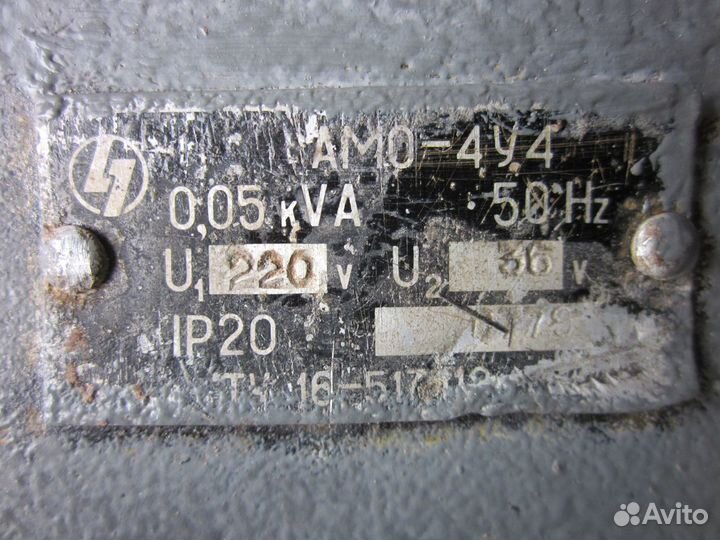 АМО-4У4
0,05 кVA 50 Hz
U1 220 V U2 36 V
IP20
ТУ 16-517
Avito